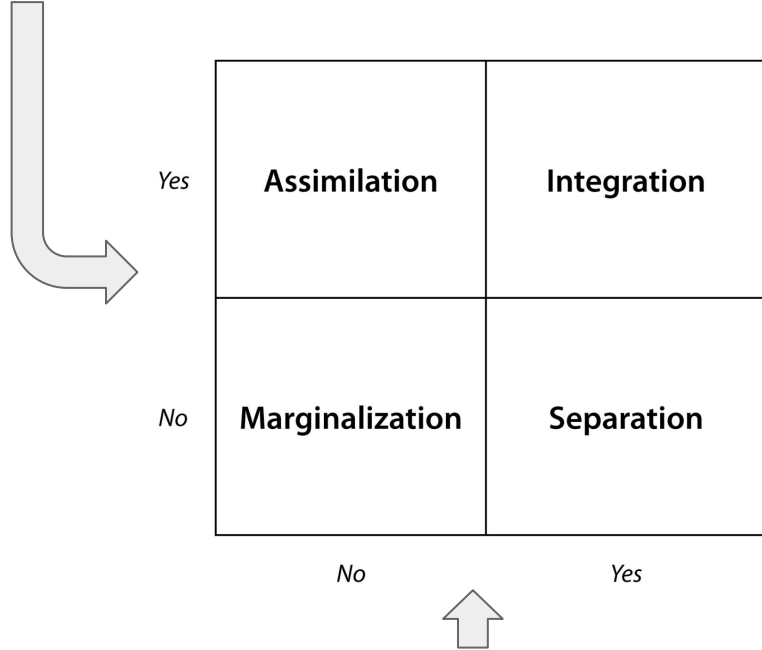 Yes
Assimilation
Integration
No
Marginalization
Separation
No
Yes